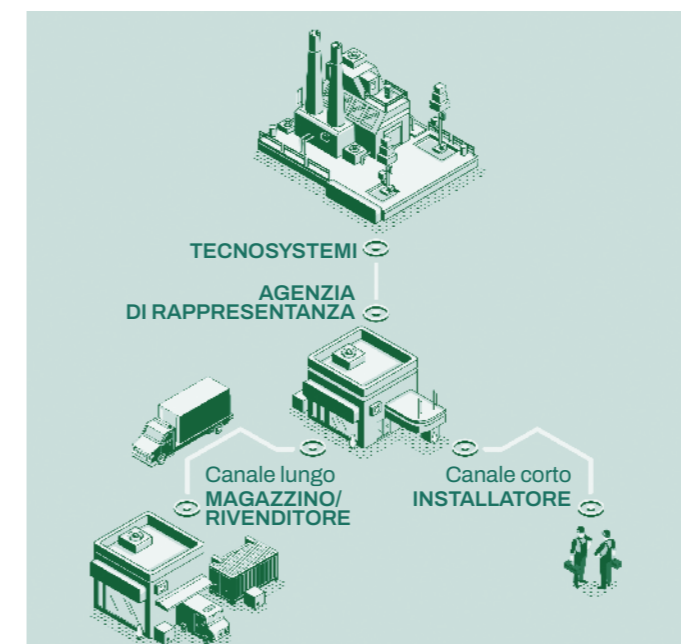 TECNOSYSTEMI
AGENZIA
DI RAPPRESENTANZA
Canale lungo
MAGAZZINO/
RIVENDITORE
Canale corto
INSTALLATORE